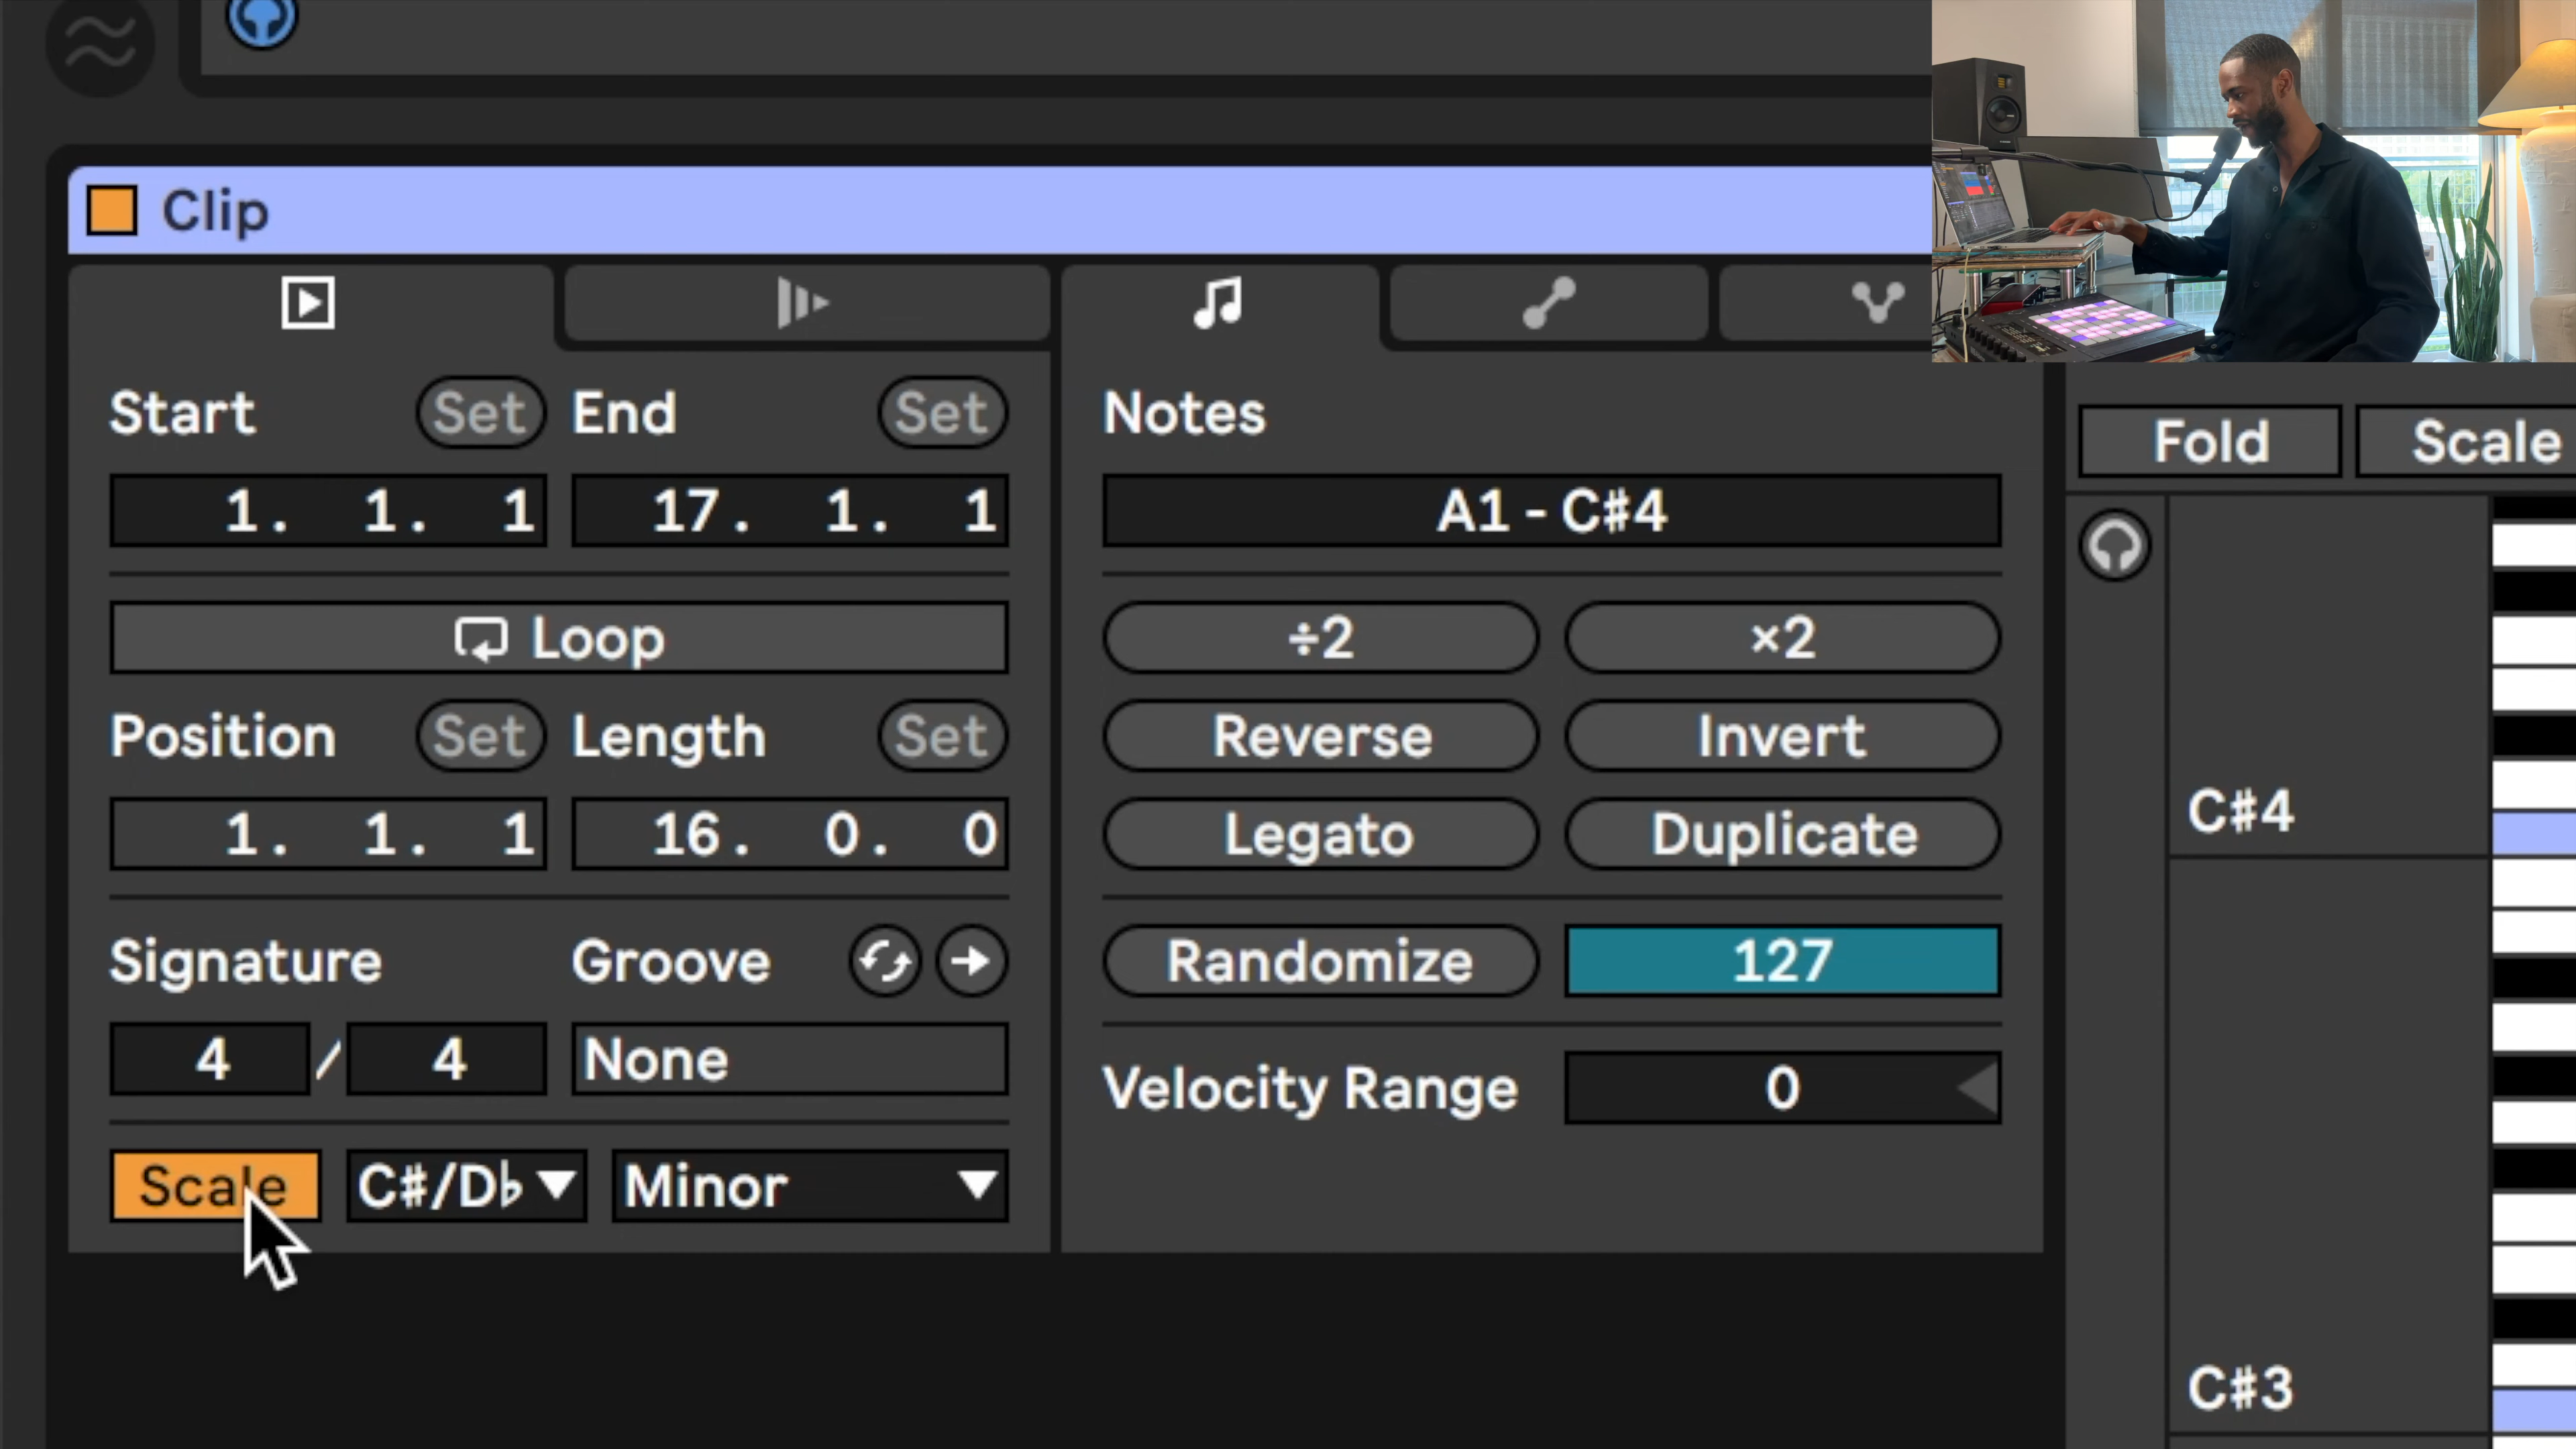 Clip
Start Set End Set
1. 1. 1 17. 1. 1
Loop
Position Set Length Set
1. 1. 1 16. 0. 0
Signature Groove
4 / 4 None
Scale C#/D♭ Minor
Notes
A1 - C#4
÷2 ×2
Reverse Invert
Legato Duplicate
Randomize 127
Velocity Range 0
Fold Scale
C#4
C#3